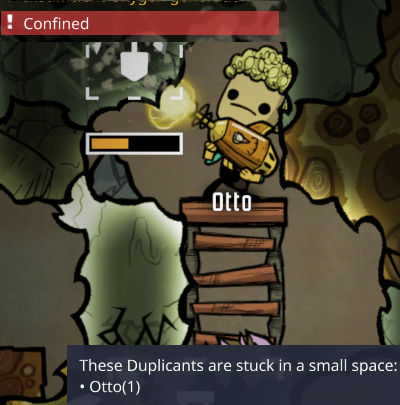 ! Confined
Otto
These Duplicants are stuck in a small space:
• Otto(1)